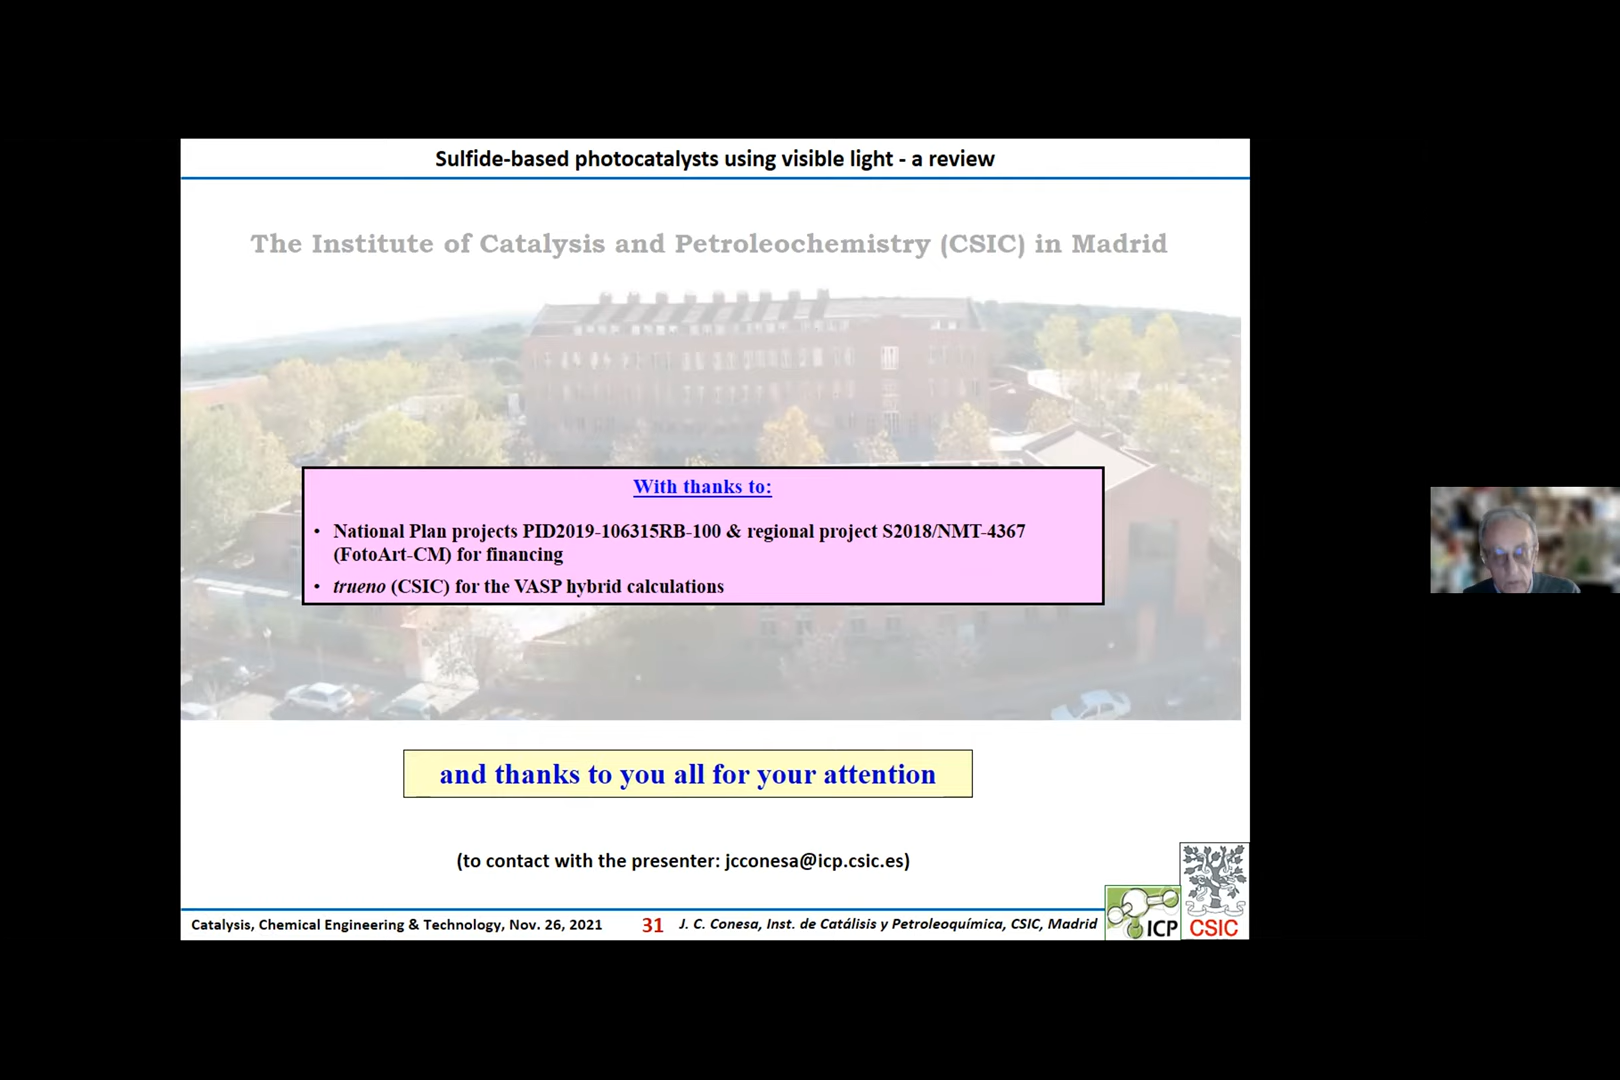 Sulfide-based photocatalysts using visible light - a review
The Institute of Catalysis and Petroleochemistry (CSIC) in Madrid
With thanks to:
• National Plan projects PID2019-106315RB-100 & regional project S2018/NMT-4367
(FotoArt-CM) for financing
• trueno (CSIC) for the VASP hybrid calculations
and thanks to you all for your attention
(to contact with the presenter: jcconesa@icp.csic.es)
Catalysis, Chemical Engineering & Technology, Nov. 26, 2021
31
J. C. Conesa, Inst. de Catálisis y Petroleoquímica, CSIC, Madrid
ICP
CSIC